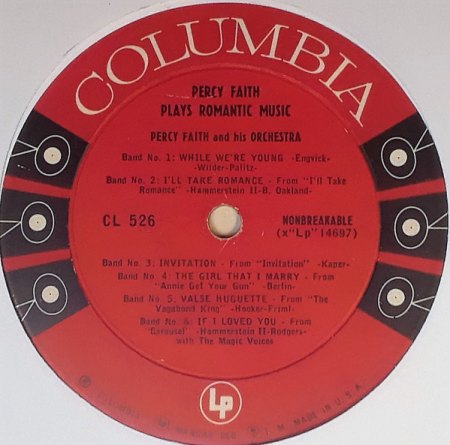 COLUMBIA
PERCY FAITH
PLAYS ROMANTIC MUSIC
PERCY FAITH and his ORCHESTRA
Band No. 1: WHILE WE'RE YOUNG -Engvick-
-Wilder-Palitz-
Band No. 2: I'LL TAKE ROMANCE - From "I'll Take
Romance" -Hammerstein II-B. Oakland-
CL 526
NONBREAKABLE
(x"Lp"14697)
Band No. 3: INVITATION - From "Invitation" -Kaper-
Band No. 4: THE GIRL THAT I MARRY - From
"Annie Get Your Gun" -Berlin-
Band No. 5: VALSE HUGUETTE - From "The
Vagabond King" -Hooker-Friml-
Band No. 6: IF I LOVED YOU - From
"Carousel" -Hammerstein II-Rodgers-
with The Magic Voices
Lp
COLUMBIA MARCAS REG. T. M. MADE IN U.S.A.